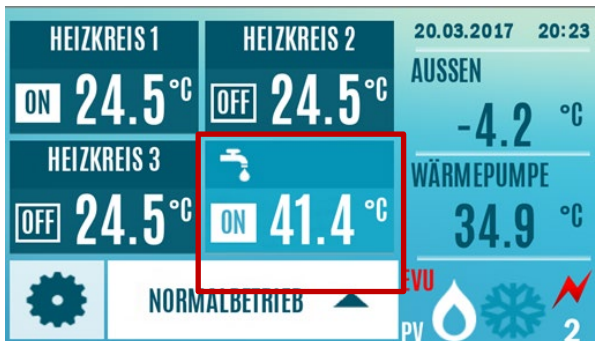 HEIZKREIS 1
ON 24.5 °C
HEIZKREIS 2
OFF 24.5 °C
HEIZKREIS 3
OFF 24.5 °C
ON 41.4 °C
NORMALBETRIEB
20.03.2017 20:23
AUSSEN
-4.2 °C
WÄRMEPUMPE
34.9 °C
EVU
PV
2